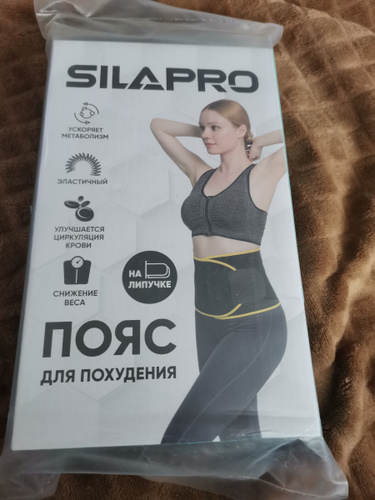 SILAPRO
УСКОРЯЕТ
МЕТАБОЛИЗМ
ЭЛАСТИЧНЫЙ
УЛУЧШАЕТСЯ
ЦИРКУЛЯЦИЯ
КРОВИ
СНИЖЕНИЕ
ВЕСА
НА
ЛИПУЧКЕ
ПОЯС
ДЛЯ ПОХУДЕНИЯ